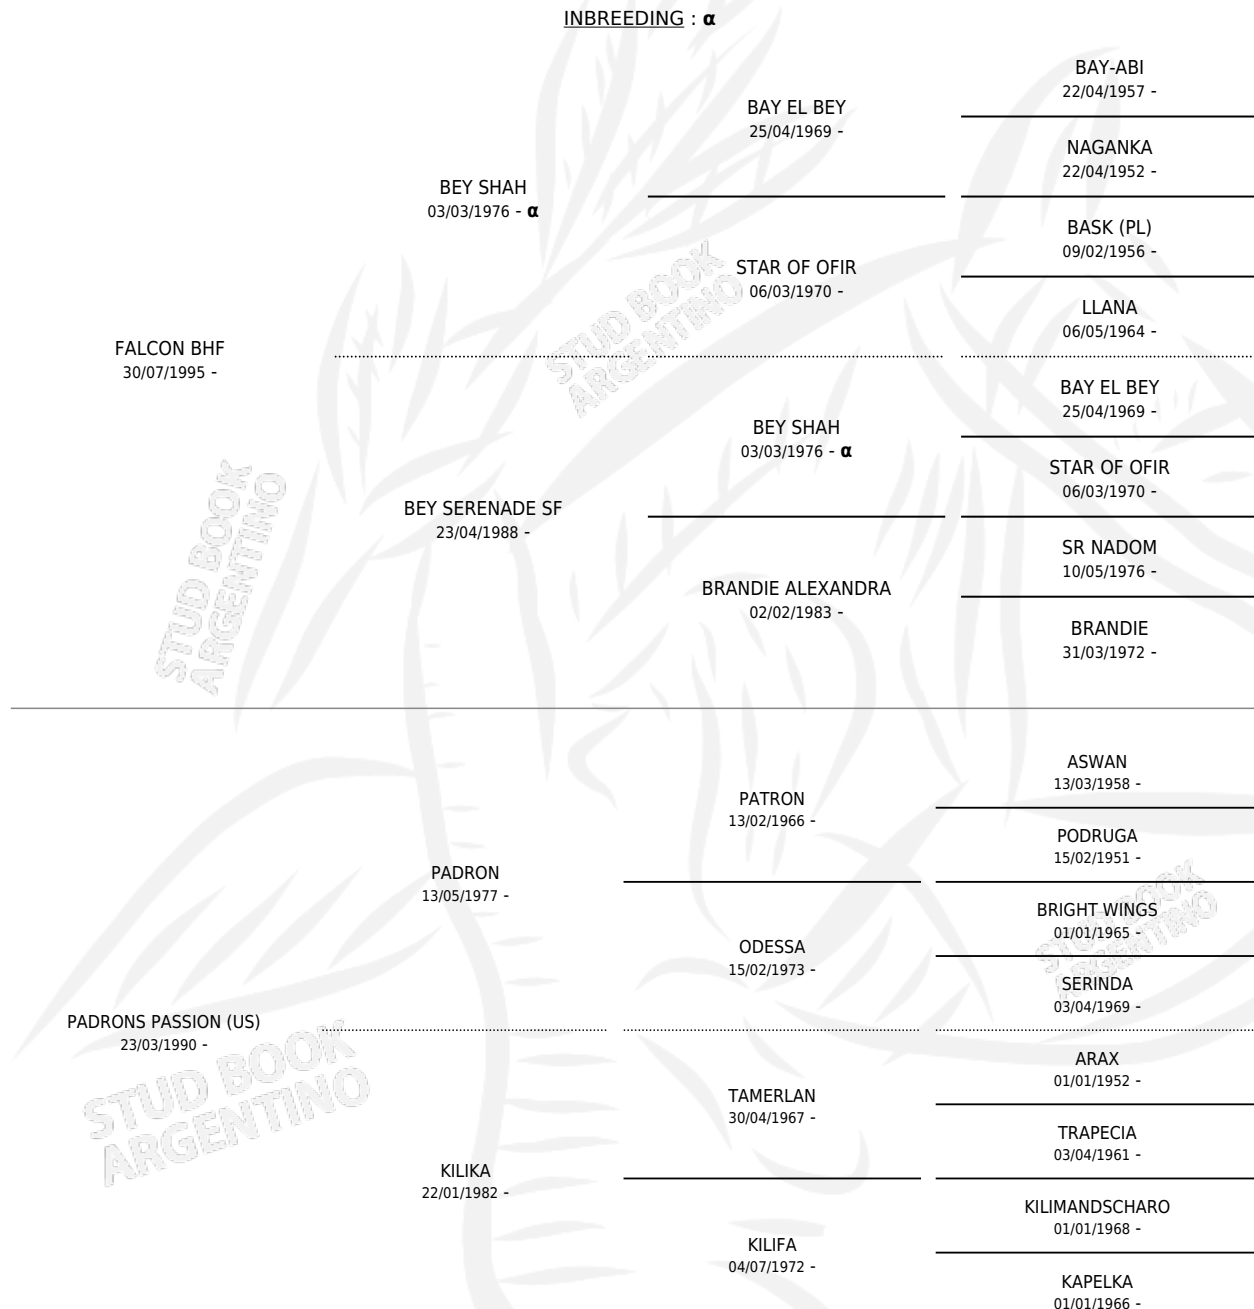 INBREEDING : α
BAY-ABI
22/04/1957 -
BAY EL BEY
25/04/1969 -
NAGANKA
22/04/1952 -
BEY SHAH
03/03/1976 - α
BASK (PL)
09/02/1956 -
STAR OF OFIR
06/03/1970 -
LLANA
06/05/1964 -
FALCON BHF
30/07/1995 -
BAY EL BEY
25/04/1969 -
BEY SHAH
03/03/1976 - α
STAR OF OFIR
06/03/1970 -
BEY SERENADE SF
23/04/1988 -
SR NADOM
10/05/1976 -
BRANDIE ALEXANDRA
02/02/1983 -
BRANDIE
31/03/1972 -
ASWAN
13/03/1958 -
PATRON
13/02/1966 -
PODRUGA
15/02/1951 -
PADRON
13/05/1977 -
BRIGHT WINGS
01/01/1965 -
ODESSA
15/02/1973 -
SERINDA
03/04/1969 -
PADRONS PASSION (US)
23/03/1990 -
ARAX
01/01/1952 -
TAMERLAN
30/04/1967 -
TRAPECIA
03/04/1961 -
KILIKA
22/01/1982 -
KILIMANDSCHARO
01/01/1968 -
KILIFA
04/07/1972 -
KAPELKA
01/01/1966 -
STUD BOOK
ARGENTINO
STUD BOOK
ARGENTINO
STUD BOOK
ARGENTINO
STUD BOOK
ARGENTINO